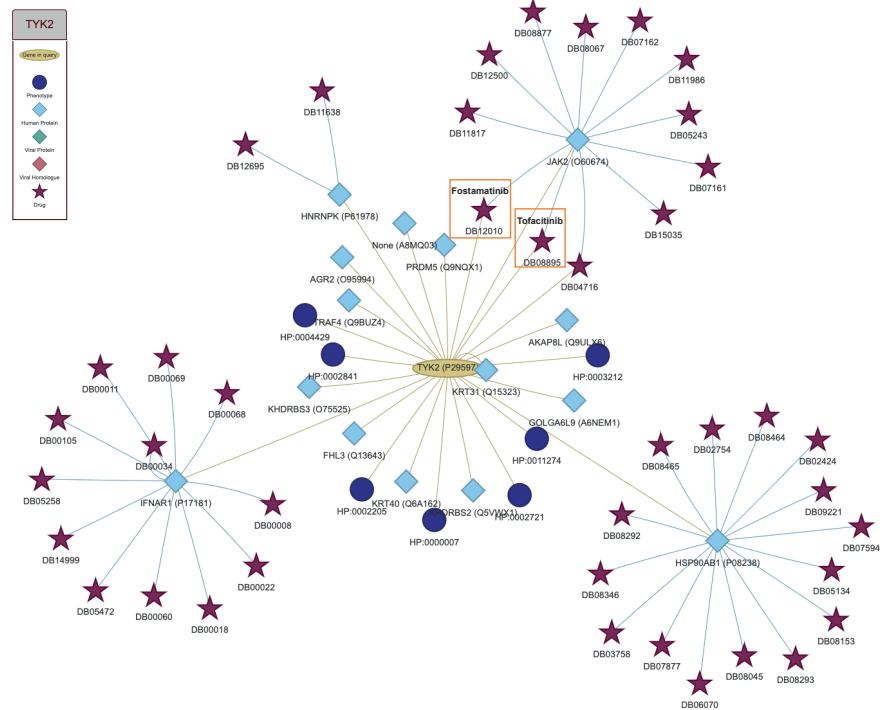 TYK2
Gene in query
Phenotype
Human Protein
Viral Protein
Viral Homologue
Drug
DB08877
DB08067
DB07162
DB12500
DB11986
DB11817
DB05243
JAK2 (O60674)
DB07161
DB15035
DB11638
DB12695
HNRNPK (P61978)
Fostamatinib
DB12010
Tofacitinib
DB08895
DB04716
None (A8MQ03)
PRDM5 (Q9NQX1)
AGR2 (O95994)
TRAF4 (Q9BUZ4)
HP:0004429
AKAP8L (Q9ULX6)
HP:0002841
TYK2 (P29597)
HP:0003212
KHDRBS3 (O75525)
KRT31 (Q15323)
GOLGA6L9 (A6NEM1)
FHL3 (Q13643)
HP:0011274
KRT40 (Q6A162)
KHDRBS2 (Q5VWX1)
HP:0002205
HP:0002721
HP:0000007
DB00069
DB00011
DB00068
DB00105
DB00034
DB05258
IFNAR1 (P17181)
DB00008
DB14999
DB00022
DB05472
DB00060
DB00018
DB02754
DB08464
DB08465
DB02424
DB09221
DB08292
DB07594
HSP90AB1 (P08238)
DB08346
DB05134
DB03758
DB08153
DB07877
DB08045
DB08293
DB06070